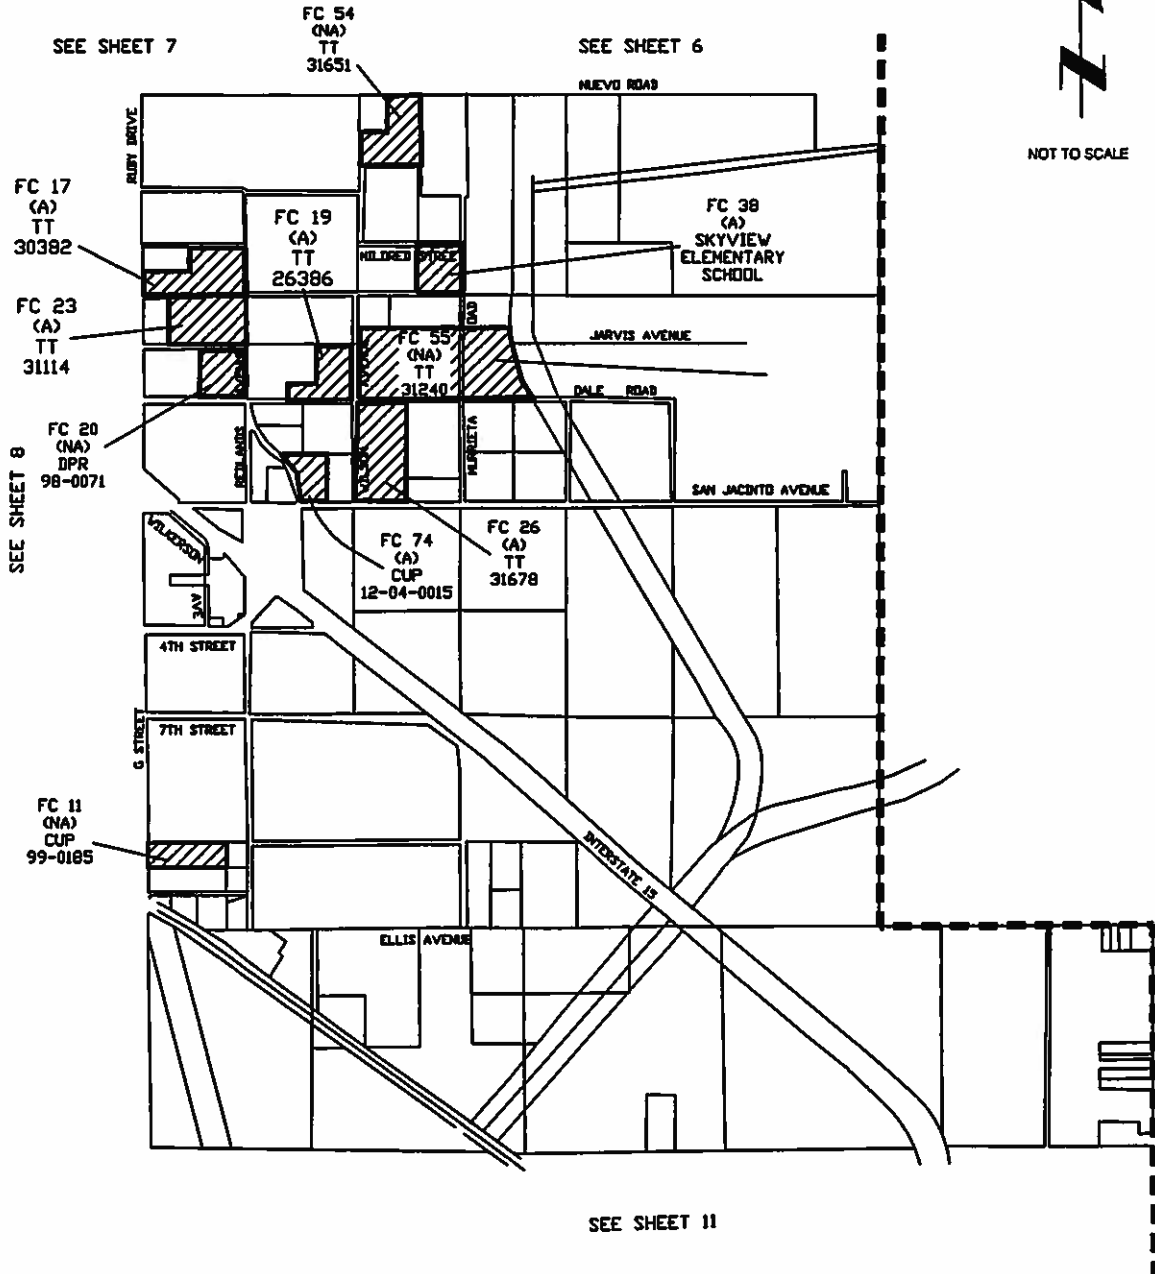 FC 54
(NA)
TT
31651
SEE SHEET 7
SEE SHEET 6
NUEVO ROAD
RUBY DRIVE
NOT TO SCALE
FC 17
(A)
TT
30382
FC 19
(A)
TT
26386
FC 38
(A)
SKYVIEW
ELEMENTARY
SCHOOL
MILDRED STREE
FC 23
(A)
TT
31114
OAD
JARVIS AVENUE
FC 55
(NA)
TT
31240
DALE ROAD
FC 20
(NA)
DPR
98-0071
REDLANDS
WILSON
MURRIETA
SAN JACINTO AVENUE
SEE SHEET 8
WILKERSON
AVE
FC 74
(A)
CUP
12-04-0015
FC 26
(A)
TT
31678
4TH STREET
G STREET
7TH STREET
FC 11
(NA)
CUP
99-0185
INTERSTATE 15
ELLIS AVENUE
SEE SHEET 11